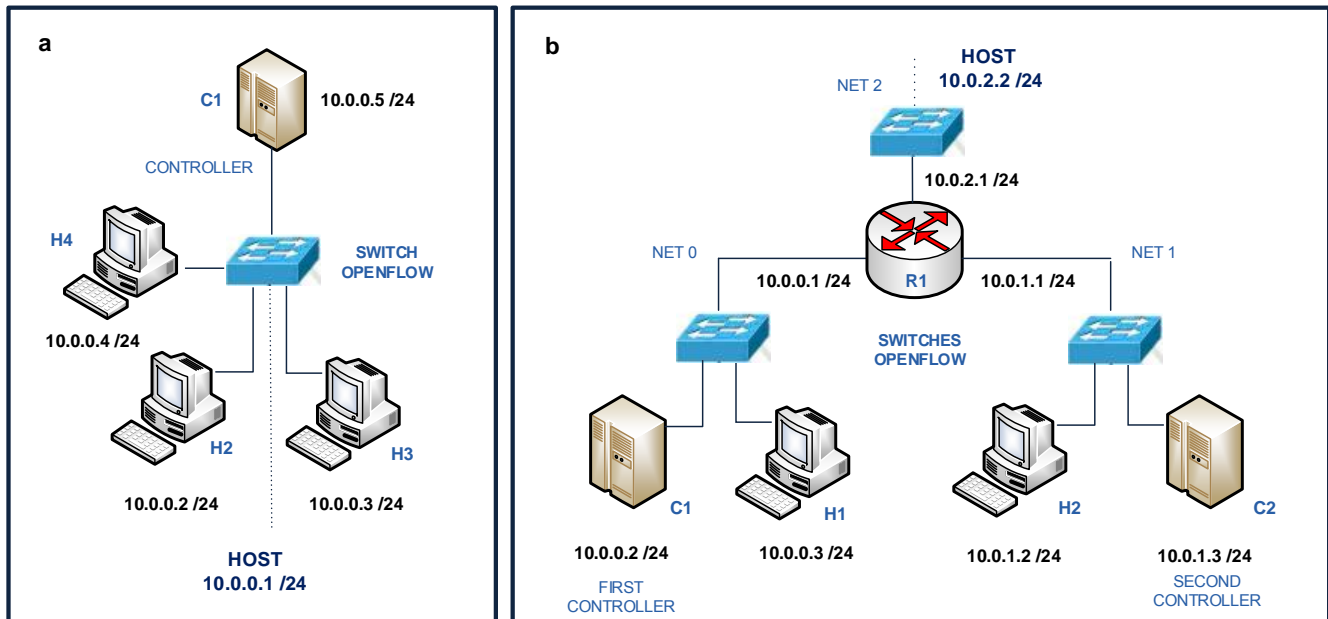 a
C1
10.0.0.5 /24
CONTROLLER
H4
SWITCH
OPENFLOW
10.0.0.4 /24
H2
H3
10.0.0.2 /24
10.0.0.3 /24
HOST
10.0.0.1 /24
b
HOST
10.0.2.2 /24
NET 2
10.0.2.1 /24
NET 0
NET 1
10.0.0.1 /24
R1
10.0.1.1 /24
SWITCHES
OPENFLOW
C1
H1
H2
C2
10.0.0.2 /24
10.0.0.3 /24
10.0.1.2 /24
10.0.1.3 /24
FIRST
CONTROLLER
SECOND
CONTROLLER